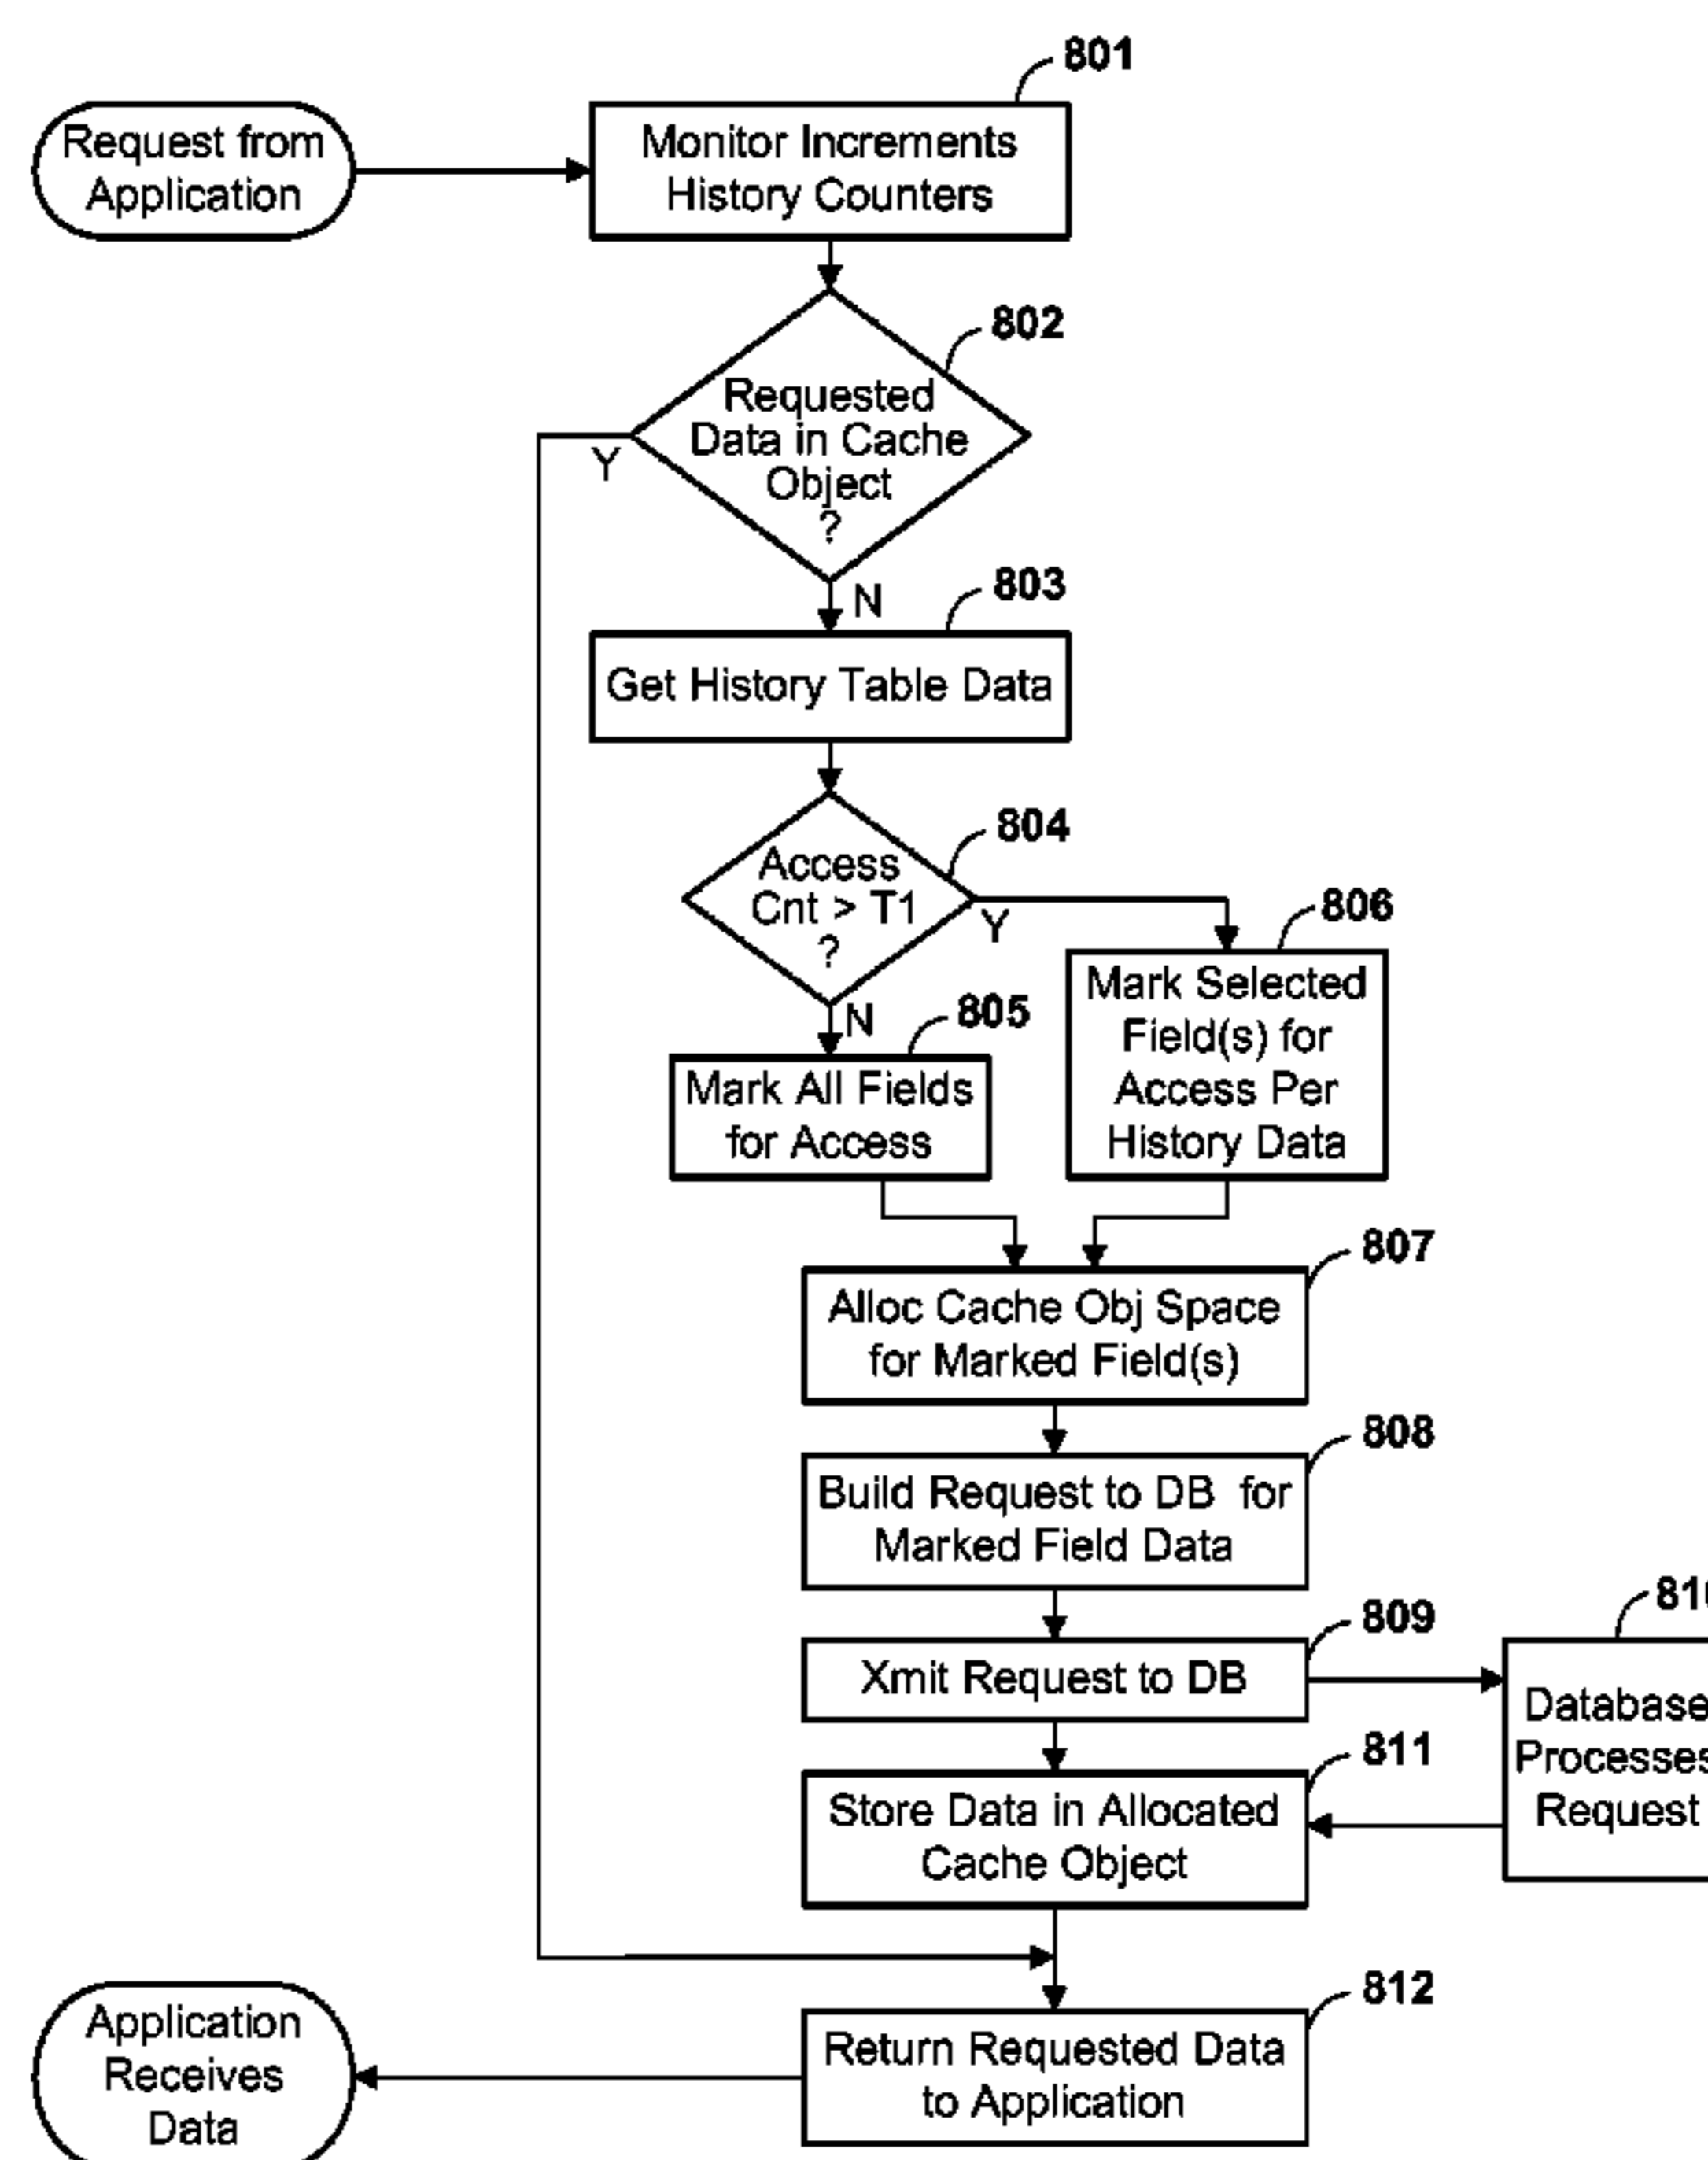 801
Request from
Application
Monitor Increments
History Counters
802
Requested
Data in Cache
Object
?
Y
N
803
Get History Table Data
804
Access
Cnt > T1
?
Y
N
805
806
Mark All Fields
for Access
Mark Selected
Field(s) for
Access Per
History Data
807
Alloc Cache Obj Space
for Marked Field(s)
808
Build Request to DB for
Marked Field Data
809
810
Xmit Request to DB
Database
Processes
Request
811
Store Data in Allocated
Cache Object
812
Return Requested Data
to Application
Application
Receives
Data